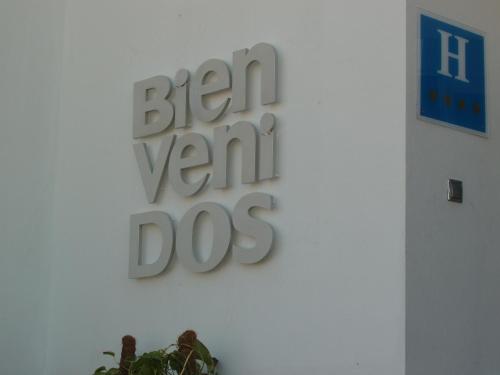 Bien
veni
DOS
H